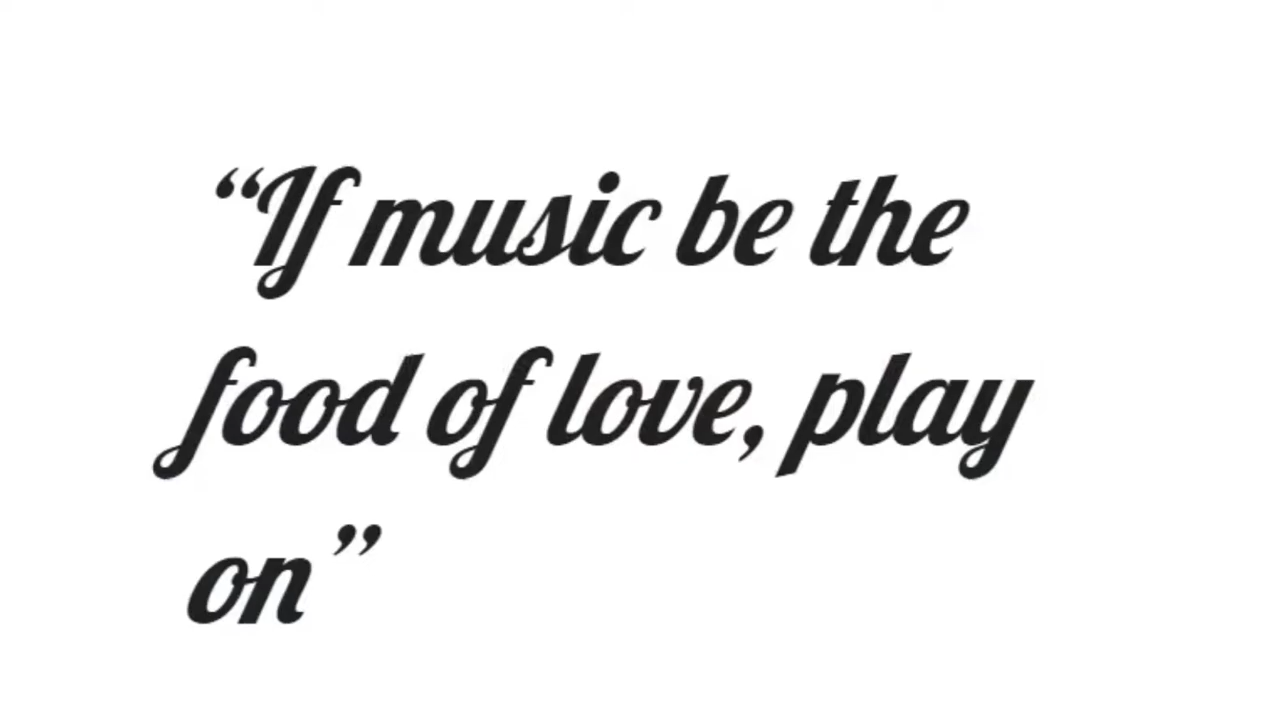 “If music be the
food of love, play
on”